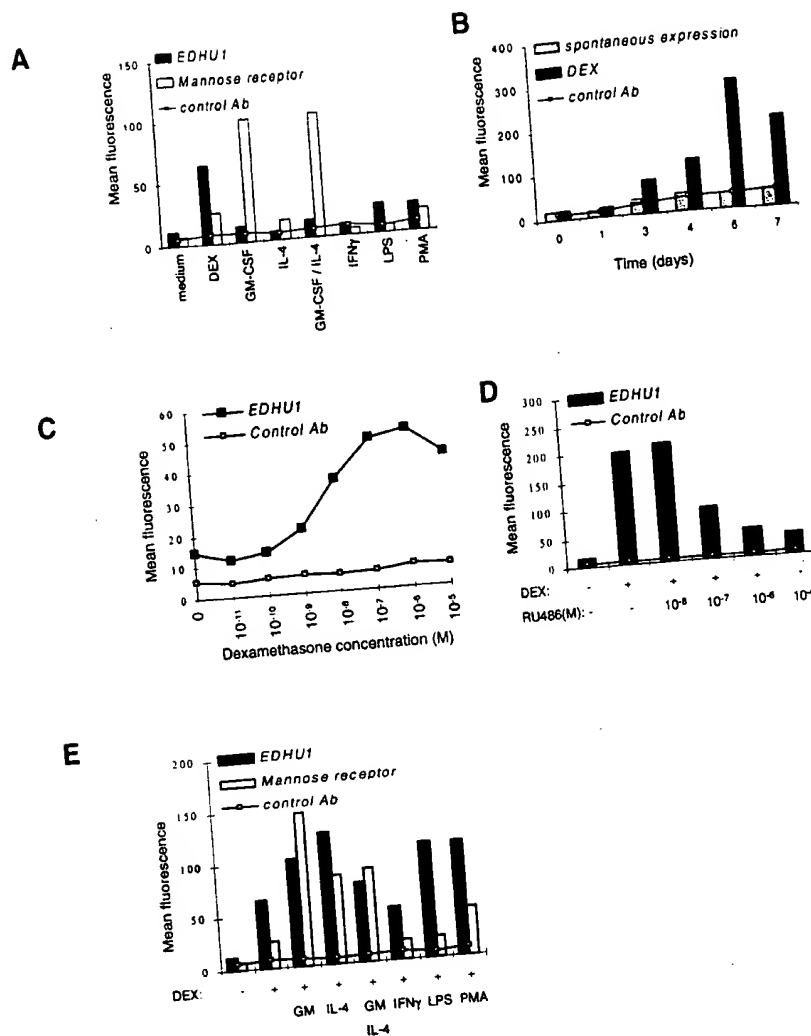 A
EDHU1
Mannose receptor
control Ab
Mean fluorescence
150
100
50
0
medium
DEX
GM-CSF
IL-4
GM-CSF / IL-4
IFNγ
LPS
PMA
B
spontaneous expression
DEX
control Ab
Mean fluorescence
400
300
200
100
0
0 1 3 4 6 7
Time (days)
C
EDHU1
Control Ab
Mean fluorescence
60
50
40
30
20
10
0
0 10⁻¹¹ 10⁻¹⁰ 10⁻⁹ 10⁻⁸ 10⁻⁷ 10⁻⁶ 10⁻⁵
Dexamethasone concentration (M)
D
EDHU1
Control Ab
Mean fluorescence
300
250
200
150
100
50
0
DEX: - + + + + -
RU486(M): - - 10⁻⁸ 10⁻⁷ 10⁻⁶
E
EDHU1
Mannose receptor
control Ab
Mean fluorescence
200
150
100
50
0
DEX: - + + + + + + +
GM IL-4 GM IFNγ LPS PMA
IL-4